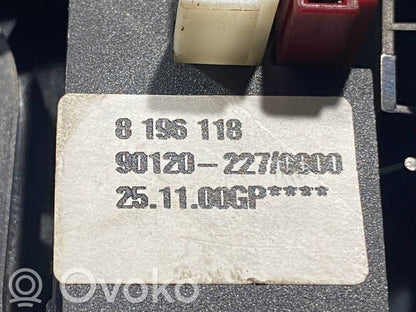 8 196 118
90120-227/0000
25.11.00GP****
© Ovoko